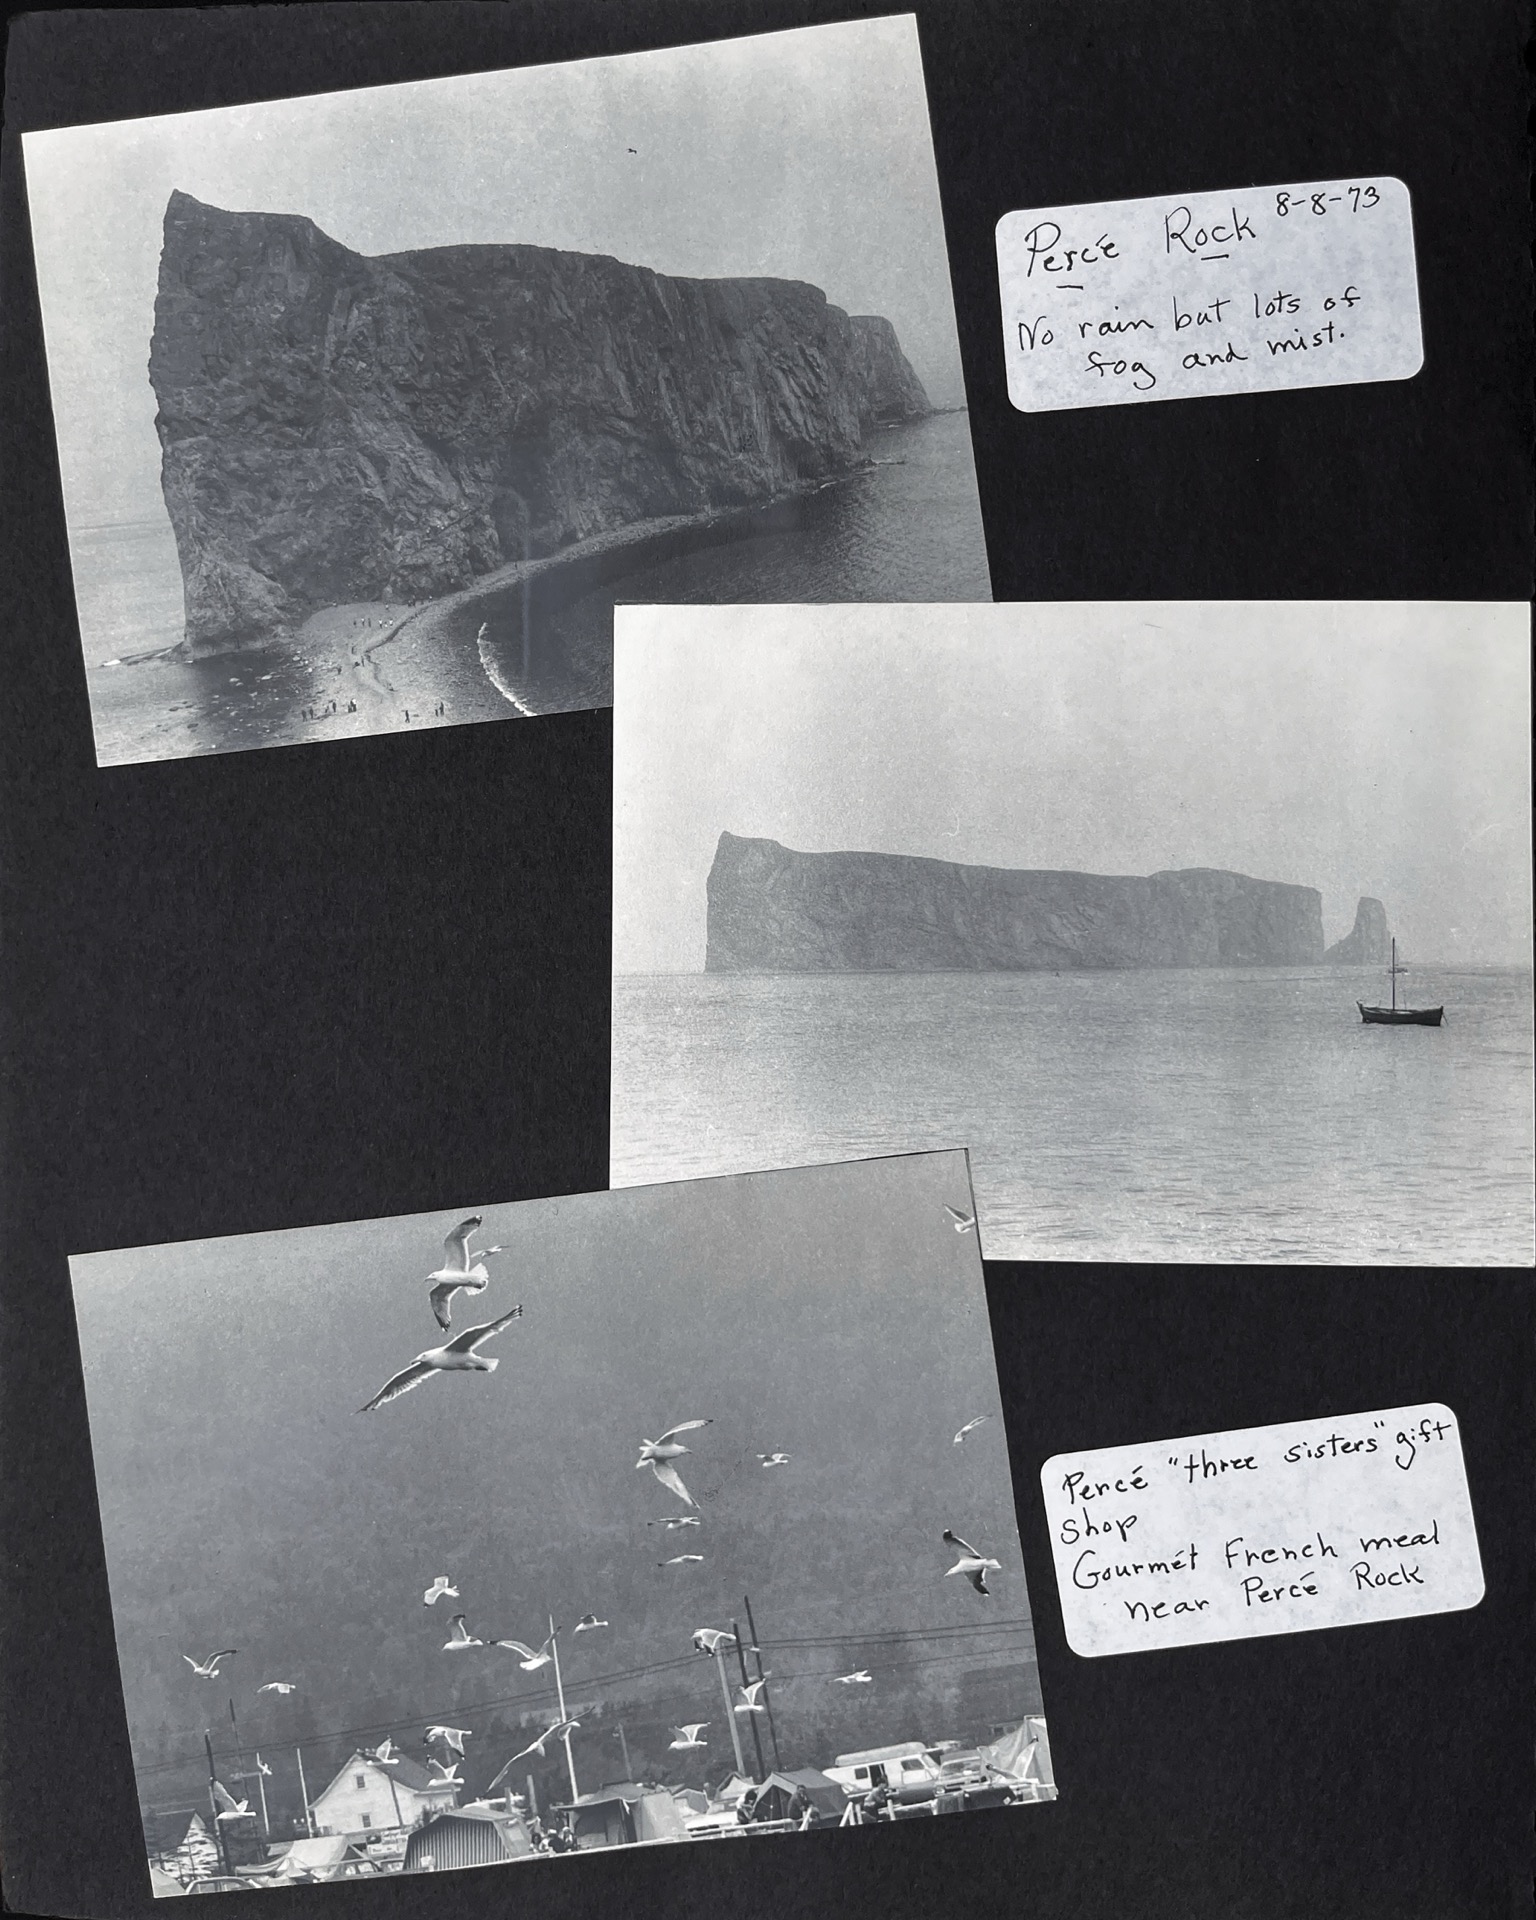 Percé Rock 8-8-73
No rain but lots of
fog and mist.
Percé "three sisters" gift
shop
Gourmét French meal
near Percé Rock